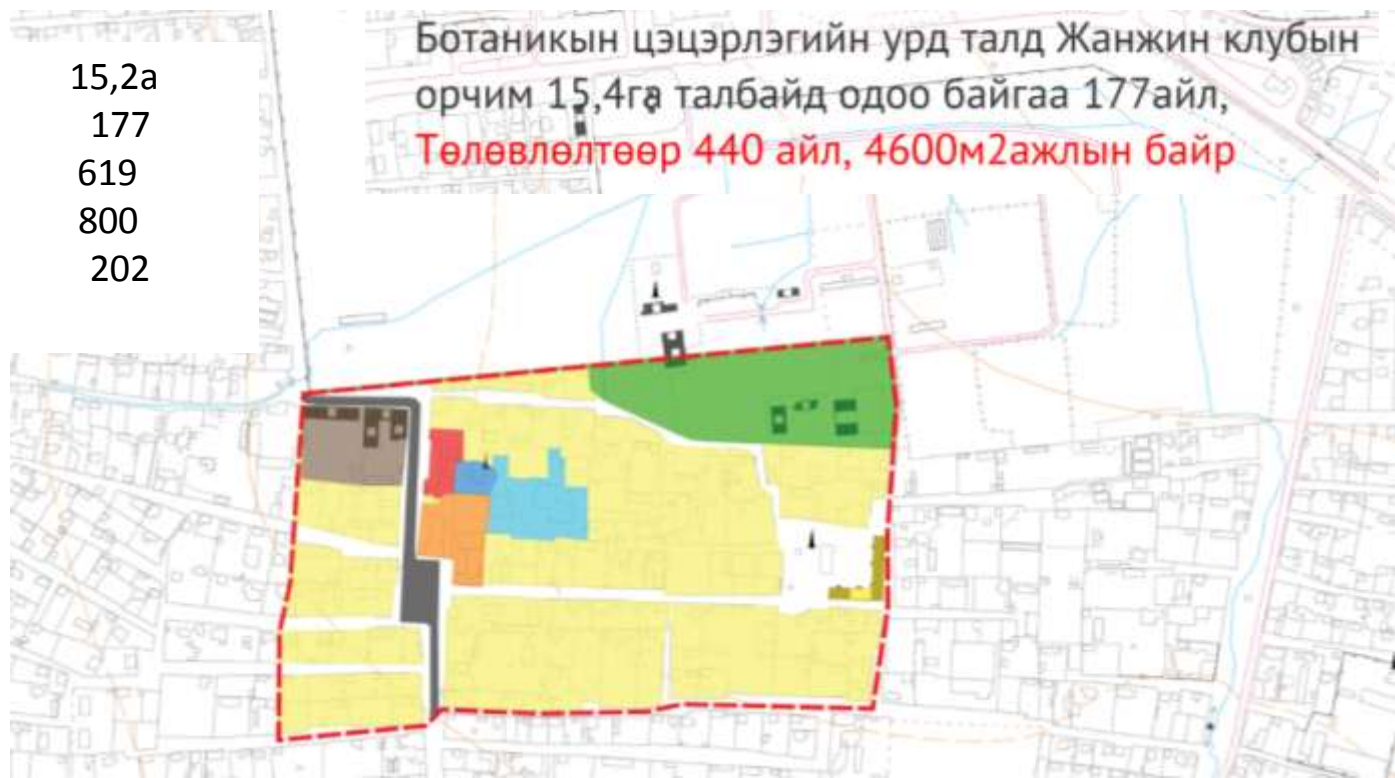 15,2а
177
619
800
202
Ботаникын цэцэрлэгийн урд талд Жанжин клубын
орчим 15,4га талбайд одоо байгаа 177айл,
Төлөвлөлтөөр 440 айл, 4600м2ажлын байр